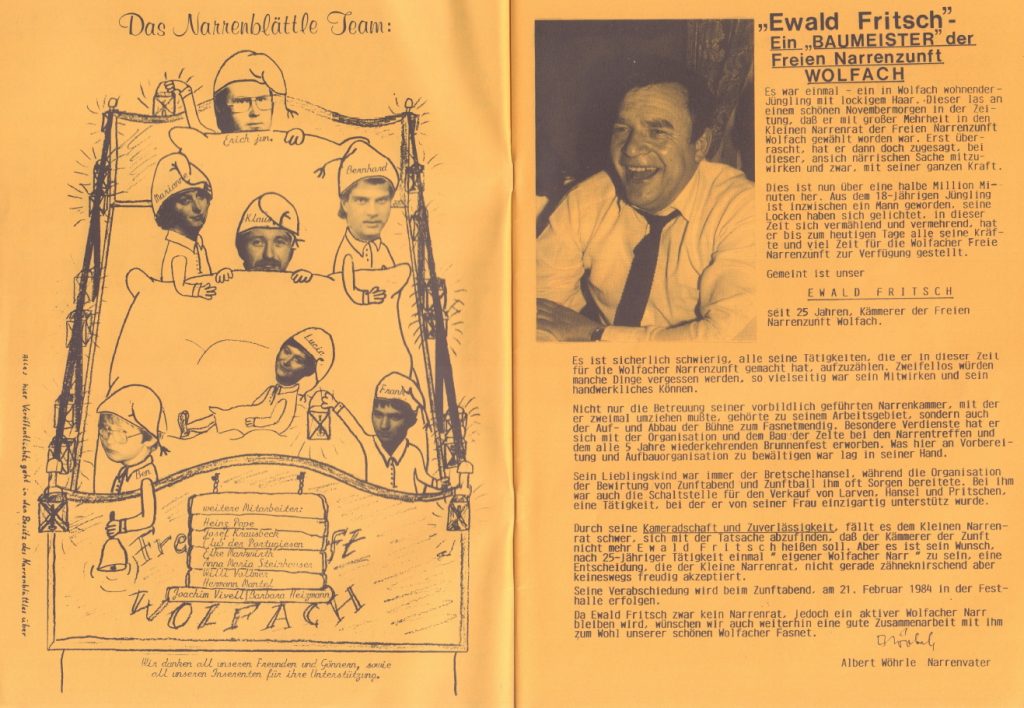 Das Narrenblättle Team:
Erich jun.
Marianne
Bernhard
Klaus
Lucia
Frank
Ben
weitere Mitarbeiter:
Heinz Pope
Josef Krausbeck
Club der Portugiesen
Elke Markwirth
Anna Maria Steinhauser
Willi Vollmer
Hermann Mantel
Joachim Vivell Barbara Heizmann
WOLFACH
Alles hier Veröffentlichte geht in den Besitz des Narrenblättles über
Wir danken all unseren Freunden und Gönnern, sowie
all unseren Inserenten für ihre Unterstützung.
„Ewald Fritsch"-
Ein „BAUMEISTER" der
Freien Narrenzunft
WOLFACH
Es war einmal - ein in Wolfach wohnender
Jüngling mit lockigem Haar. Dieser las an
einem schönen Novembermorgen in der Zei-
tung, daß er mit großer Mehrheit in den
Kleinen Narrenrat der Freien Narrenzunft
Wolfach gewählt worden war. Erst über-
rascht, hat er dann doch zugesagt, bei
dieser, ansich närrischen Sache mitzu-
wirken und zwar, mit seiner ganzen Kraft.
Dies ist nun über eine halbe Million Mi-
nuten her. Aus dem 18-jährigen Jüngling
ist inzwischen ein Mann geworden, seine
Locken haben sich gelichtet, in dieser
Zeit sich vermählend und vermehrend, hat
er bis zum heutigen Tage alle seine Kräf-
te und viel Zeit für die Wolfacher Freie
Narrenzunft zur Verfügung gestellt.
Gemeint ist unser
E W A L D   F R I T S C H
seit 25 Jahren, Kämmerer der Freien
Narrenzunft Wolfach.
Es ist sicherlich schwierig, alle seine Tätigkeiten, die er in dieser Zeit
für die Wolfacher Narrenzunft gemacht hat, aufzuzählen. Zweifellos würden
manche Dinge vergessen werden, so vielseitig war sein Mitwirken und sein
handwerkliches Können.
Nicht nur die Betreuung seiner vorbildlich geführten Narrenkammer, mit der
er zweimal umziehen mußte, gehörte zu seinem Arbeitsgebiet, sondern auch
der Auf- und Abbau der Bühne zum Fasnetmendig. Besondere Verdienste hat er
sich mit der Organisation und dem Bau der Zelte bei den Narrentreffen und
dem alle 5 Jahre wiederkehrenden Brunnenfest erworben. Was hier an Vorberei-
tung und Aufbauorganisation zu bewältigen war lag in seiner Hand.
Sein Lieblingskind war immer der Bretschelhansel, während die Organisation
der Bewirtung von Zunftabend und Zunftball ihm oft Sorgen bereitete. Bei ihm
war auch die Schaltstelle für den Verkauf von Larven, Hansel und Pritschen,
eine Tätigkeit, bei der er von seiner Frau einzigartig unterstütz wurde.
Durch seine Kameradschaft und Zuverlässigkeit, fällt es dem Kleinen Narren-
rat schwer, sich mit der Tatsache abzufinden, daß der Kämmerer der Zunft
nicht mehr E w a l d  F r i t s c h heißen soll. Aber es ist sein Wunsch,
nach 25-jähriger Tätigkeit einmal " eigener Wolfacher Narr " zu sein, eine
Entscheidung, die der Kleine Narrenrat, nicht gerade zähneknirschend aber
keineswegs freudig akzeptiert.
Seine Verabschiedung wird beim Zunftabend, am 21. Februar 1984 in der Fest-
halle erfolgen.
Da Ewald Fritsch zwar kein Narrenrat, jedoch ein aktiver Wolfacher Narr
bleiben wird, wünschen wir auch weiterhin eine gute Zusammenarbeit mit ihm
zum Wohl unserer schönen Wolfacher Fasnet.
Albert Wöhrle Narrenvater